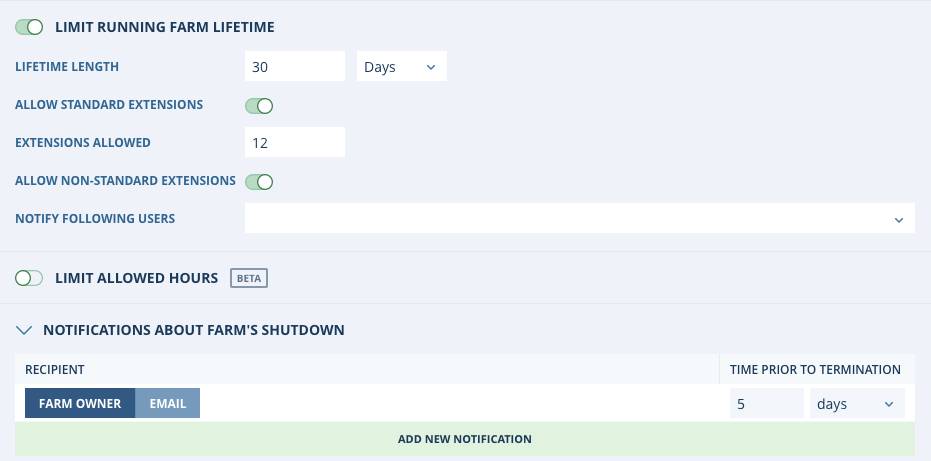 LIMIT RUNNING FARM LIFETIME
LIFETIME LENGTH 30 Days
ALLOW STANDARD EXTENSIONS
EXTENSIONS ALLOWED 12
ALLOW NON-STANDARD EXTENSIONS
NOTIFY FOLLOWING USERS
LIMIT ALLOWED HOURS BETA
NOTIFICATIONS ABOUT FARM'S SHUTDOWN
RECIPIENT TIME PRIOR TO TERMINATION
FARM OWNER EMAIL 5 days
ADD NEW NOTIFICATION